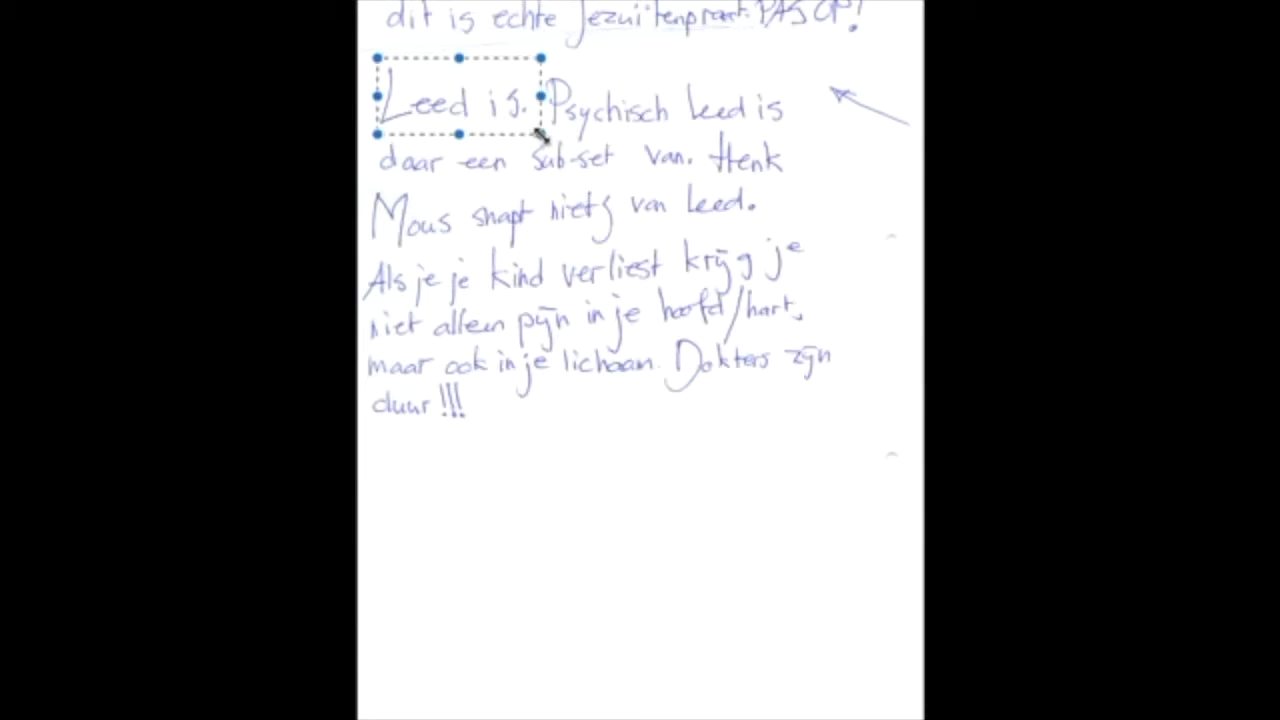 dit is echte Jezuïtenpraat. PAS OP!
Leed is. Psychisch leed is
daar een sub-set van. Henk
Mous snapt niets van leed.
Als je je kind verliest krijg je
niet alleen pijn in je hoofd/hart,
maar ook in je lichaam. Dokters zijn
duur!!!